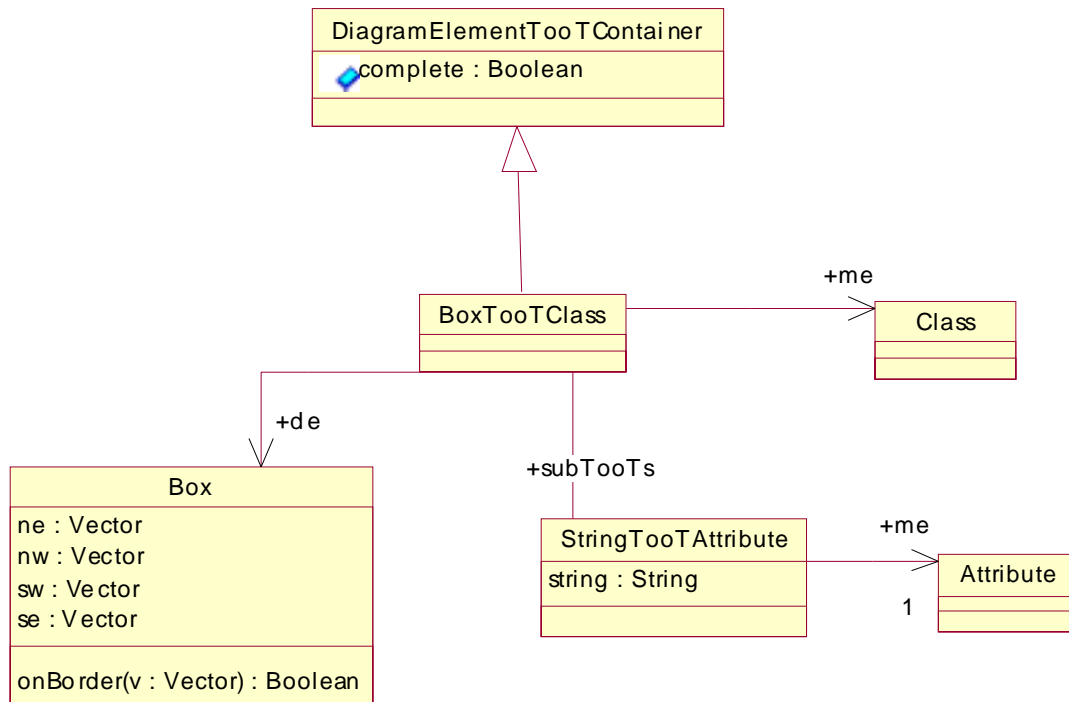 DiagramElementTooTContainer
complete : Boolean
+me
BoxTooTClass
Class
+de
+subTooTs
Box
ne : Vector
nw : Vector
sw : Vector
se : Vector
onBorder(v : Vector) : Boolean
StringTooTAttribute
string : String
+me
1
Attribute